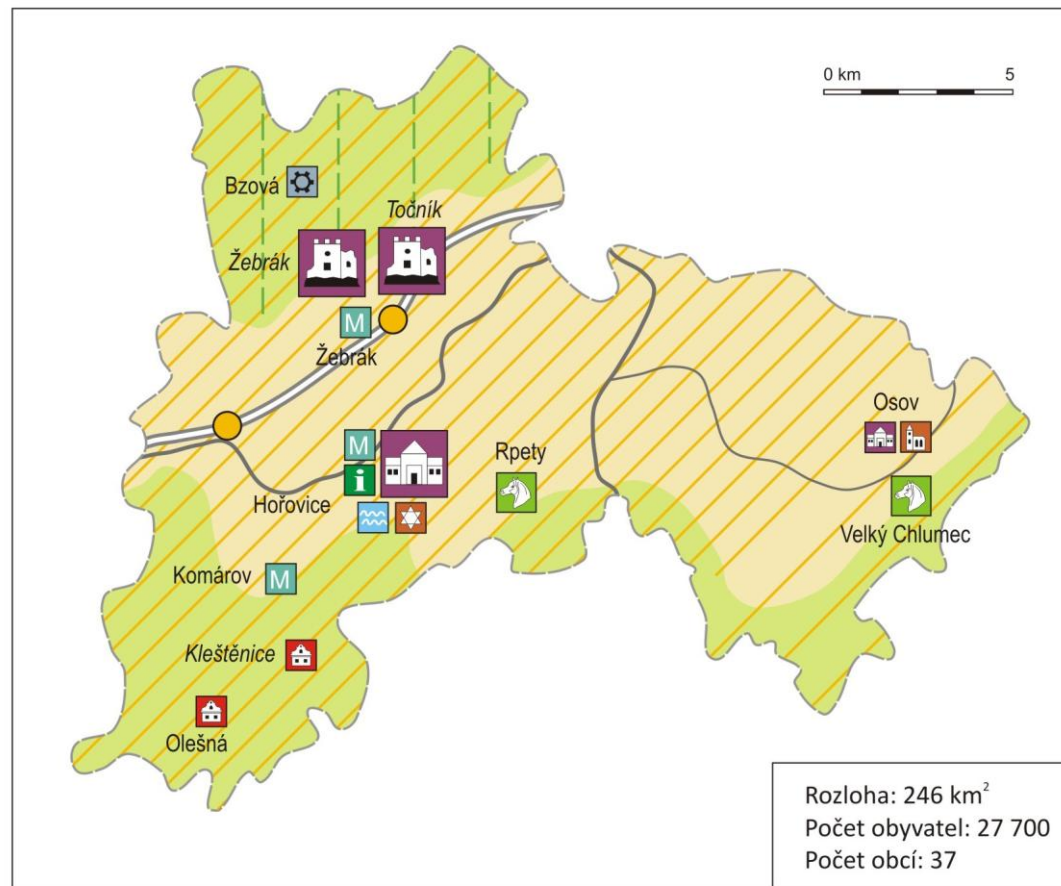 0 km 5
Bzová
Točník
Žebrák
M
Žebrák
M
i
Hořovice
Rpety
Osov
Velký Chlumec
Komárov
M
Kleštěnice
Olešná
Rozloha: 246 km²
Počet obyvatel: 27 700
Počet obcí: 37